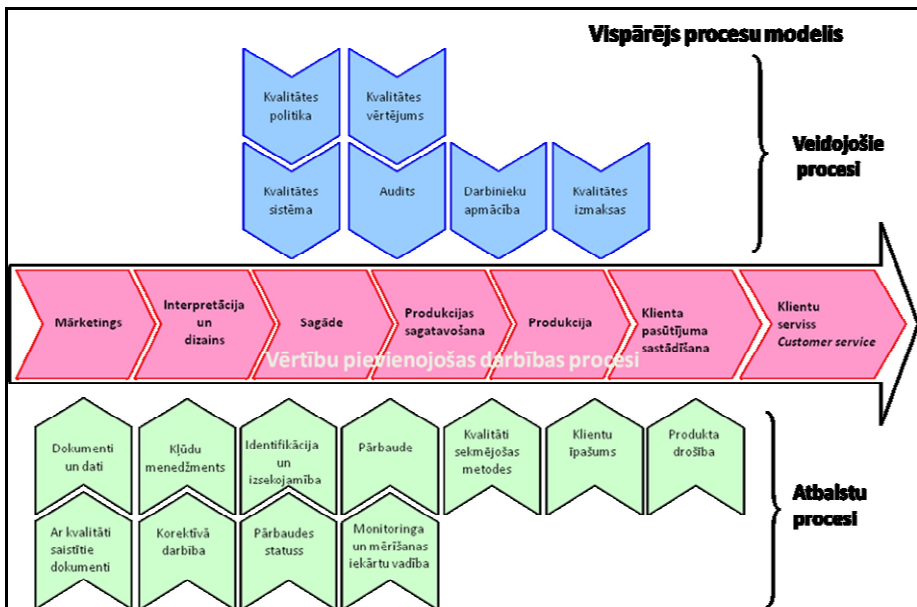 Vispārējs procesu modelis
Kvalitātes
politika
Kvalitātes
vērtējums
Veidojošie
procesi
Kvalitātes
sistēma
Audits
Darbinieku
apmācība
Kvalitātes
izmaksas
Mārketings
Interpretācija
un
dizains
Sagāde
Produkcijas
sagatavošana
Produkcija
Klienta
pasūtījuma
sastādīšana
Klientu
serviss
Customer service
Vērtību pievienojošas darbības procesi
Dokumenti
un dati
Kļūdu
menedžments
Identifikācija
un
izsekojamība
Pārbaude
Kvalitāti
sekmējošas
metodes
Klientu
īpašums
Produkta
drošība
Atbalstu
procesi
Ar kvalitāti
saistītie
dokumenti
Korektīvā
darbība
Pārbaudes
statuss
Monitoringa
un mērīšanas
iekārtu vadība